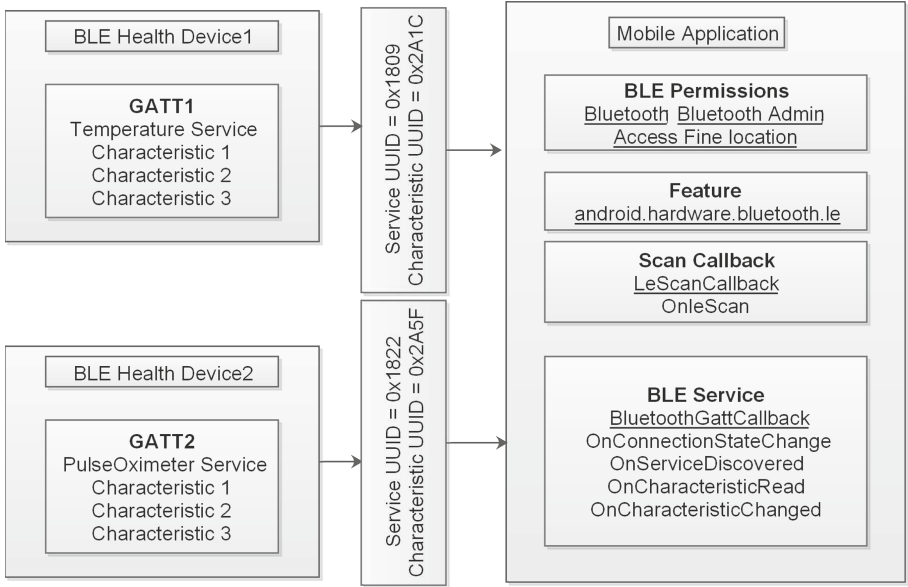 BLE Health Device1
GATT1
Temperature Service
Characteristic 1
Characteristic 2
Characteristic 3
Service UUID = 0x1809
Characteristic UUID = 0x2A1C
BLE Health Device2
GATT2
PulseOximeter Service
Characteristic 1
Characteristic 2
Characteristic 3
Service UUID = 0x1822
Characteristic UUID = 0x2A5F
Mobile Application
BLE Permissions
Bluetooth Bluetooth Admin
Access Fine location
Feature
android.hardware.bluetooth.le
Scan Callback
LeScanCallback
OnleScan
BLE Service
BluetoothGattCallback
OnConnectionStateChange
OnServiceDiscovered
OnCharacteristicRead
OnCharacteristicChanged